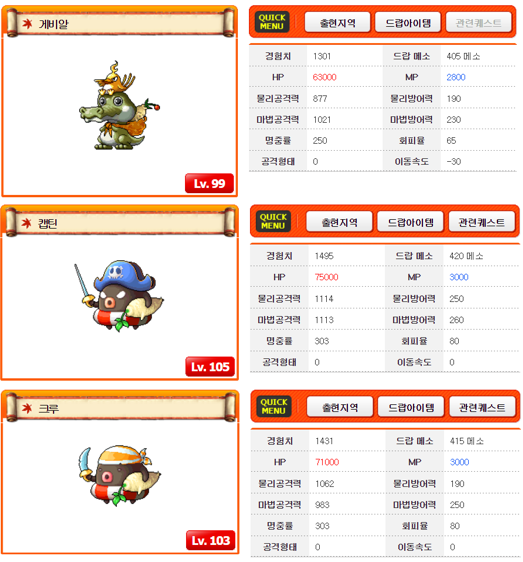 게비알
Lv. 99
QUICK MENU 출현지역 드랍아이템 관련퀘스트
경험치 1301 드랍 메소 405 메소
HP 63000 MP 2800
물리공격력 877 물리방어력 190
마법공격력 1021 마법방어력 230
명중률 250 회피율 65
공격형태 0 이동속도 -30
캡틴
Lv. 105
QUICK MENU 출현지역 드랍아이템 관련퀘스트
경험치 1495 드랍 메소 420 메소
HP 75000 MP 3000
물리공격력 1114 물리방어력 250
마법공격력 1113 마법방어력 260
명중률 303 회피율 80
공격형태 0 이동속도 0
크루
Lv. 103
QUICK MENU 출현지역 드랍아이템 관련퀘스트
경험치 1431 드랍 메소 415 메소
HP 71000 MP 3000
물리공격력 1062 물리방어력 190
마법공격력 983 마법방어력 250
명중률 303 회피율 80
공격형태 0 이동속도 0